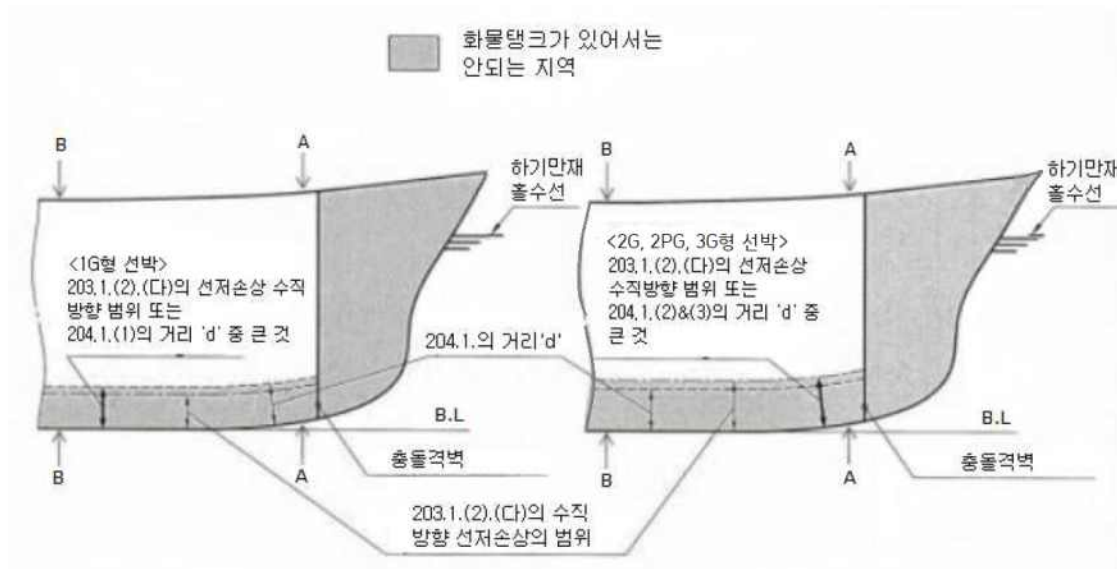 화물탱크가 있어서는
안되는 지역
B
A
하기만재
흘수선
<1G형 선박>
203.1.(2).(다)의 선저손상 수직
방향 범위 또는
204.1.(1)의 거리 'd' 중 큰 것
204.1.의 거리'd'
B.L
충돌격벽
B
A
B
A
하기만재
흘수선
<2G, 2PG, 3G형 선박>
203.1.(2).(다)의 선저손상
수직방향 범위 또는
204.1.(2)&(3)의 거리 'd' 중
큰 것
B.L
충돌격벽
B
A
203.1.(2).(다)의 수직
방향 선저손상의 범위